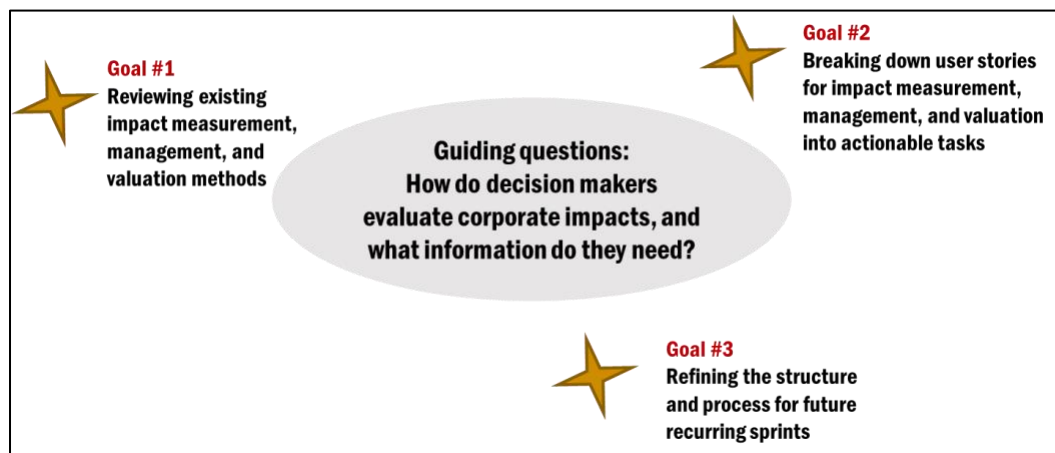 Goal #1
Reviewing existing
impact measurement,
management, and
valuation methods
Goal #2
Breaking down user stories
for impact measurement,
management, and valuation
into actionable tasks
Guiding questions:
How do decision makers
evaluate corporate impacts, and
what information do they need?
Goal #3
Refining the structure
and process for future
recurring sprints